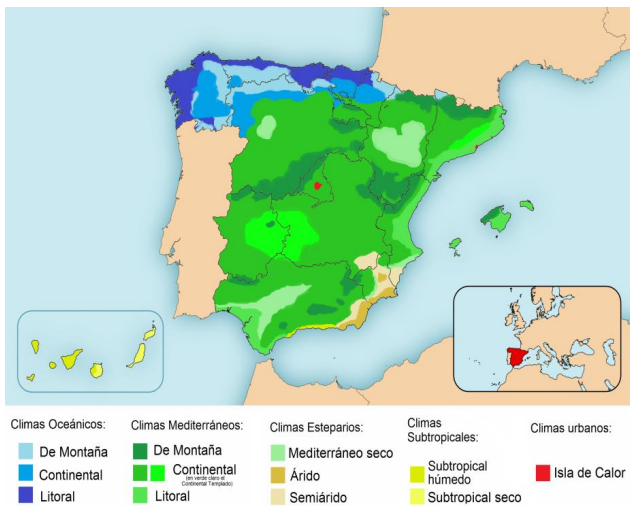 Climas Oceánicos:
De Montaña
Continental
Litoral
Climas Mediterráneos:
De Montaña
Continental
(en verde claro el
Continental Templado)
Litoral
Climas Esteparios:
Mediterráneo seco
Árido
Semiárido
Climas
Subtropicales:
Subtropical
húmedo
Subtropical seco
Climas urbanos:
Isla de Calor